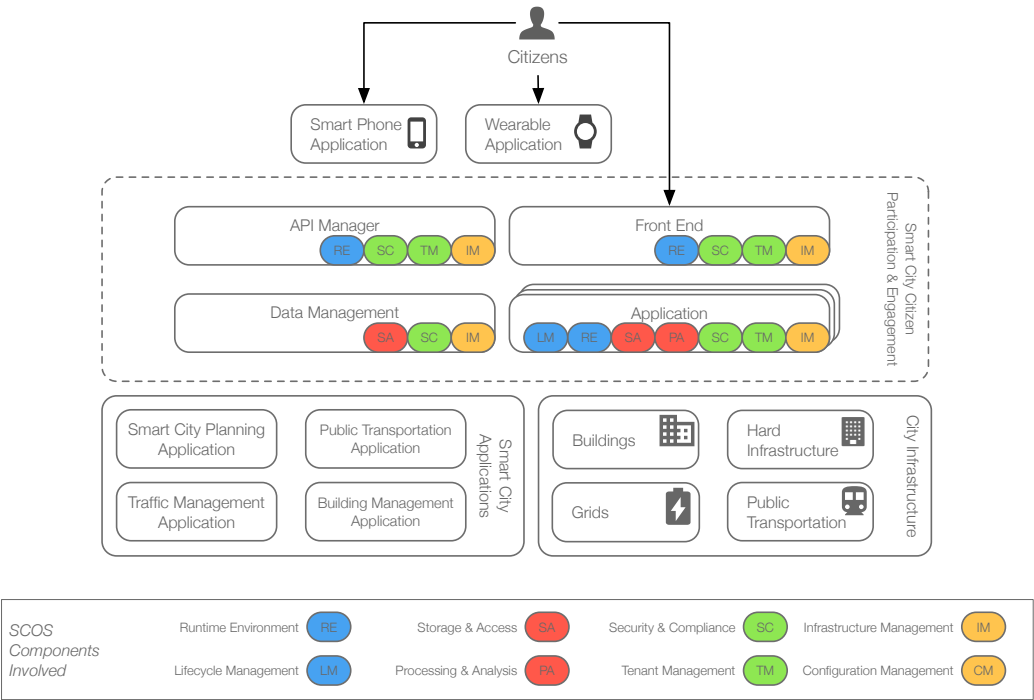 Citizens
Smart Phone
Application
Wearable
Application
API Manager
RE SC TM IM
Front End
RE SC TM IM
Data Management
SA SC IM
Application
LM RE SA PA SC TM IM
Smart City Citizen
Participation & Engagement
Smart City Planning
Application
Public Transportation
Application
Traffic Management
Application
Building Management
Application
Smart City
Applications
Buildings
Hard
Infrastructure
Grids
Public
Transportation
City Infrastructure
SCOS
Components
Involved
Runtime Environment RE
Storage & Access SA
Security & Compliance SC
Infrastructure Management IM
Lifecycle Management LM
Processing & Analysis PA
Tenant Management TM
Configuration Management CM